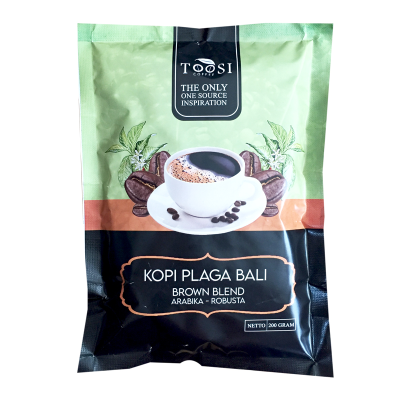 TOOSI
COFFEE
THE ONLY
ONE SOURCE
INSPIRATION
KOPI PLAGA BALI
BROWN BLEND
ARABIKA - ROBUSTA
NETTO 200 GRAM